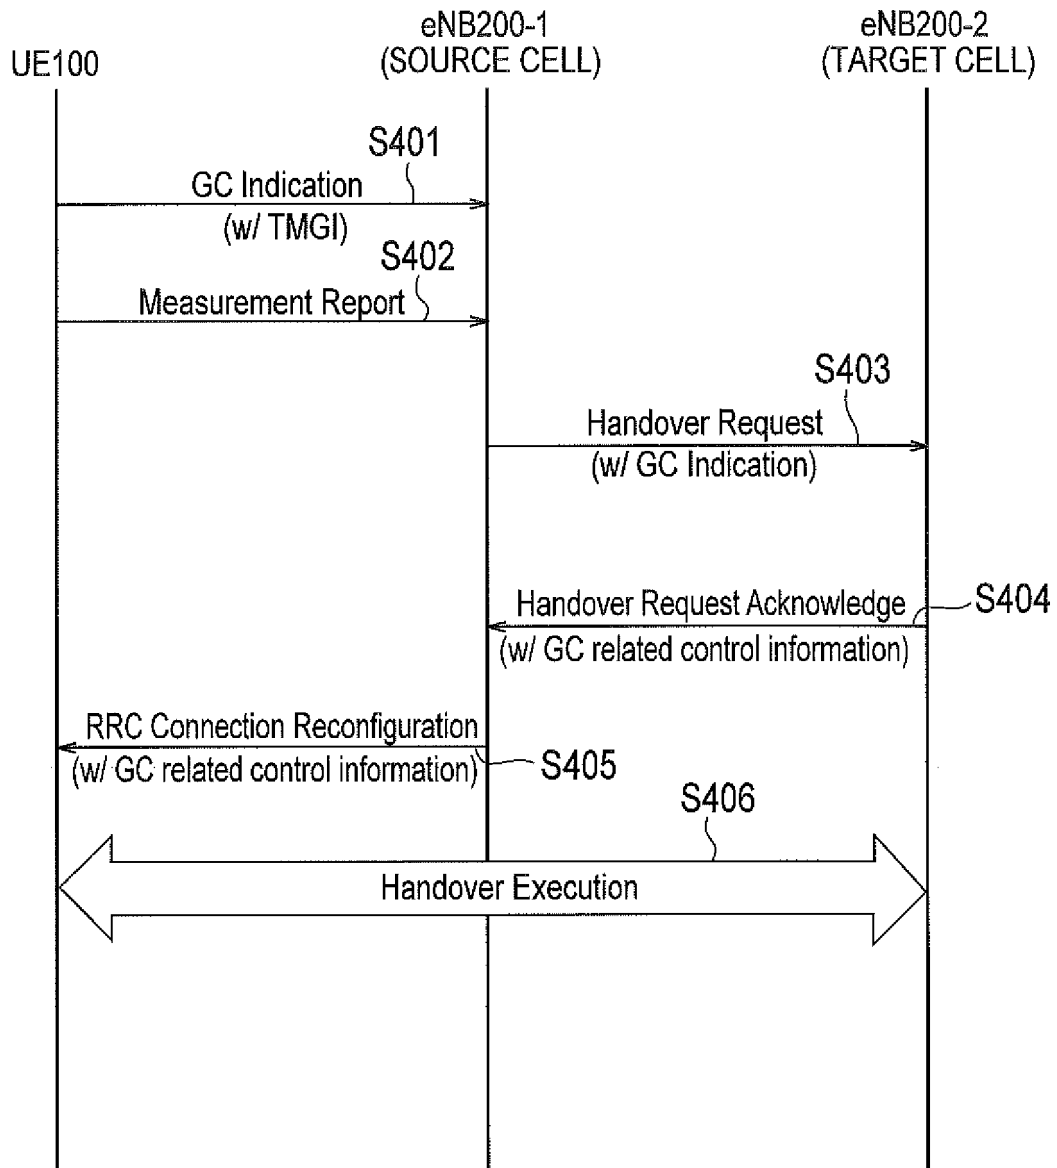 UE100
eNB200-1
(SOURCE CELL)
eNB200-2
(TARGET CELL)
S401
GC Indication
(w/ TMGI)
S402
Measurement Report
S403
Handover Request
(w/ GC Indication)
Handover Request Acknowledge
S404
(w/ GC related control information)
RRC Connection Reconfiguration
(w/ GC related control information)
S405
S406
Handover Execution